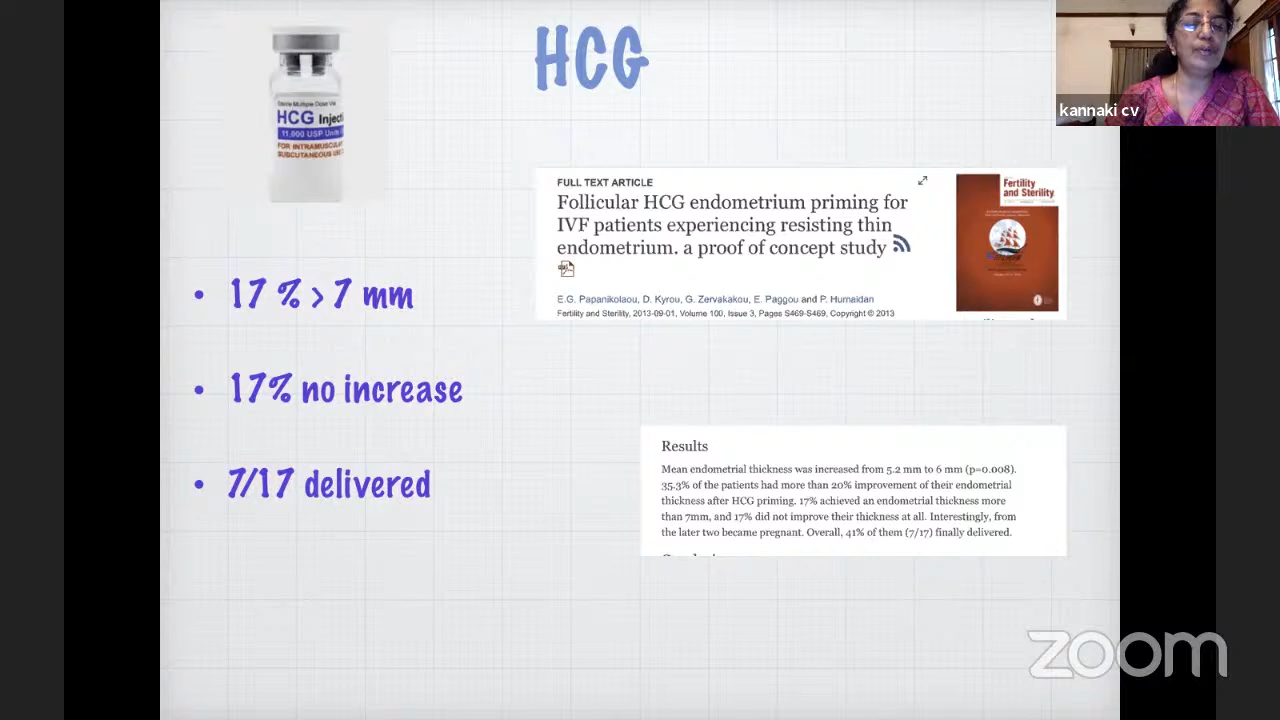 HCG
kannaki cv
HCG Injecti
11,000 USP Units
FOR INTRAMUSCULAR
SUBCUTANEOUS USE
FULL TEXT ARTICLE
Follicular HCG endometrium priming for
IVF patients experiencing resisting thin
endometrium. a proof of concept study
E.G. Papanikolaou, D. Kyrou, G. Zervakakou, E. Paggou and P. Humaidan
Fertility and Sterility, 2013-09-01, Volume 100, Issue 3, Pages S469-S469, Copyright © 2013
Fertility
and Sterility
• 17 % > 7 mm
• 17% no increase
• 7/17 delivered
Results
Mean endometrial thickness was increased from 5.2 mm to 6 mm (p=0.008).
35.3% of the patients had more than 20% improvement of their endometrial
thickness after HCG priming. 17% achieved an endometrial thickness more
than 7mm, and 17% did not improve their thickness at all. Interestingly, from
the later two became pregnant. Overall, 41% of them (7/17) finally delivered.
zoom